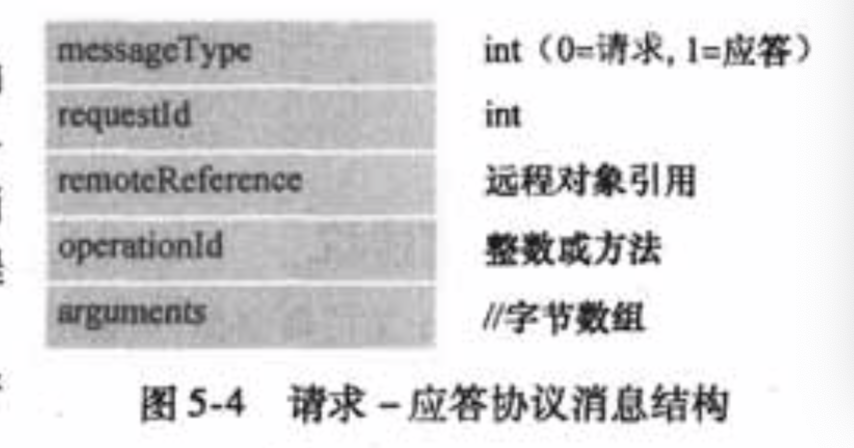 messageType int（0=请求, 1=应答）
requestId int
remoteReference 远程对象引用
operationId 整数或方法
arguments //字节数组
图 5-4 请求－应答协议消息结构